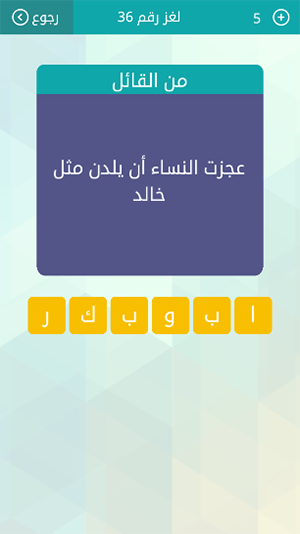 رجوع لغز رقم 36 5
من القائل
عجزت النساء أن يلدن مثل
خالد
ا ب و ب ك ر